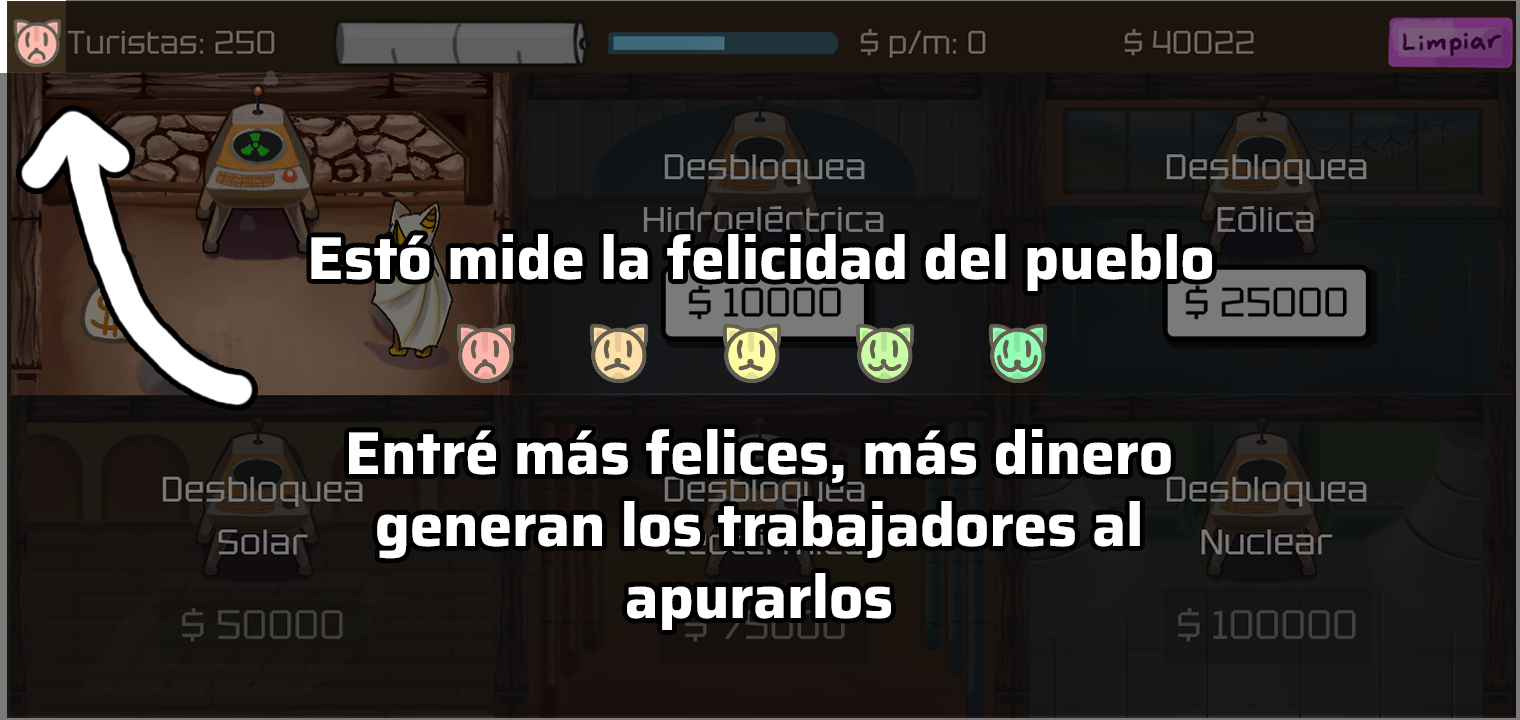 Turistas: 250
$ p/m: 0
$ 40022
Limpiar
Desbloquea
Hidroeléctrica
$ 10000
Desbloquea
Eólica
$ 25000
Estó mide la felicidad del pueblo
Entré más felices, más dinero
generan los trabajadores al
apurarlos
Desbloquea
Solar
$ 50000
Desbloquea
$ 75000
Desbloquea
Nuclear
$ 100000